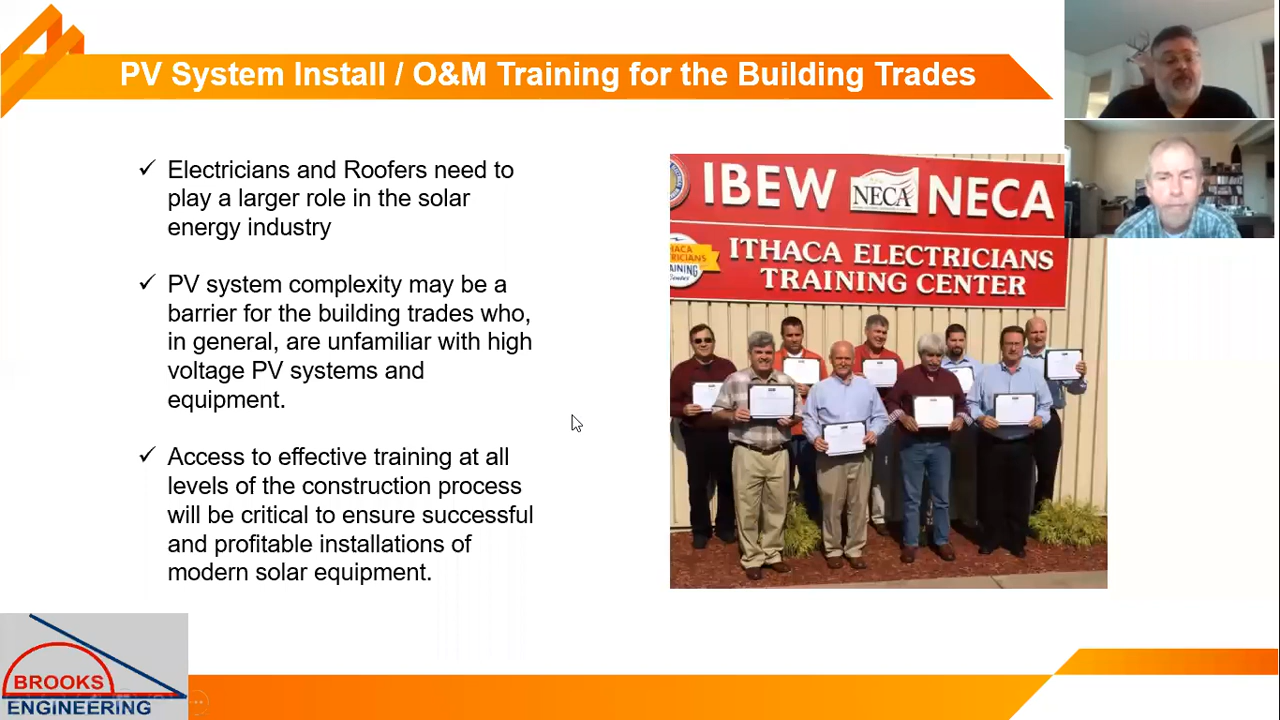 PV System Install / O&M Training for the Building Trades
✓ Electricians and Roofers need to
play a larger role in the solar
energy industry
✓ PV system complexity may be a
barrier for the building trades who,
in general, are unfamiliar with high
voltage PV systems and
equipment.
✓ Access to effective training at all
levels of the construction process
will be critical to ensure successful
and profitable installations of
modern solar equipment.
IBEW NECA NECA
ITHACA ELECTRICIANS
TRAINING CENTER
BROOKS
ENGINEERING